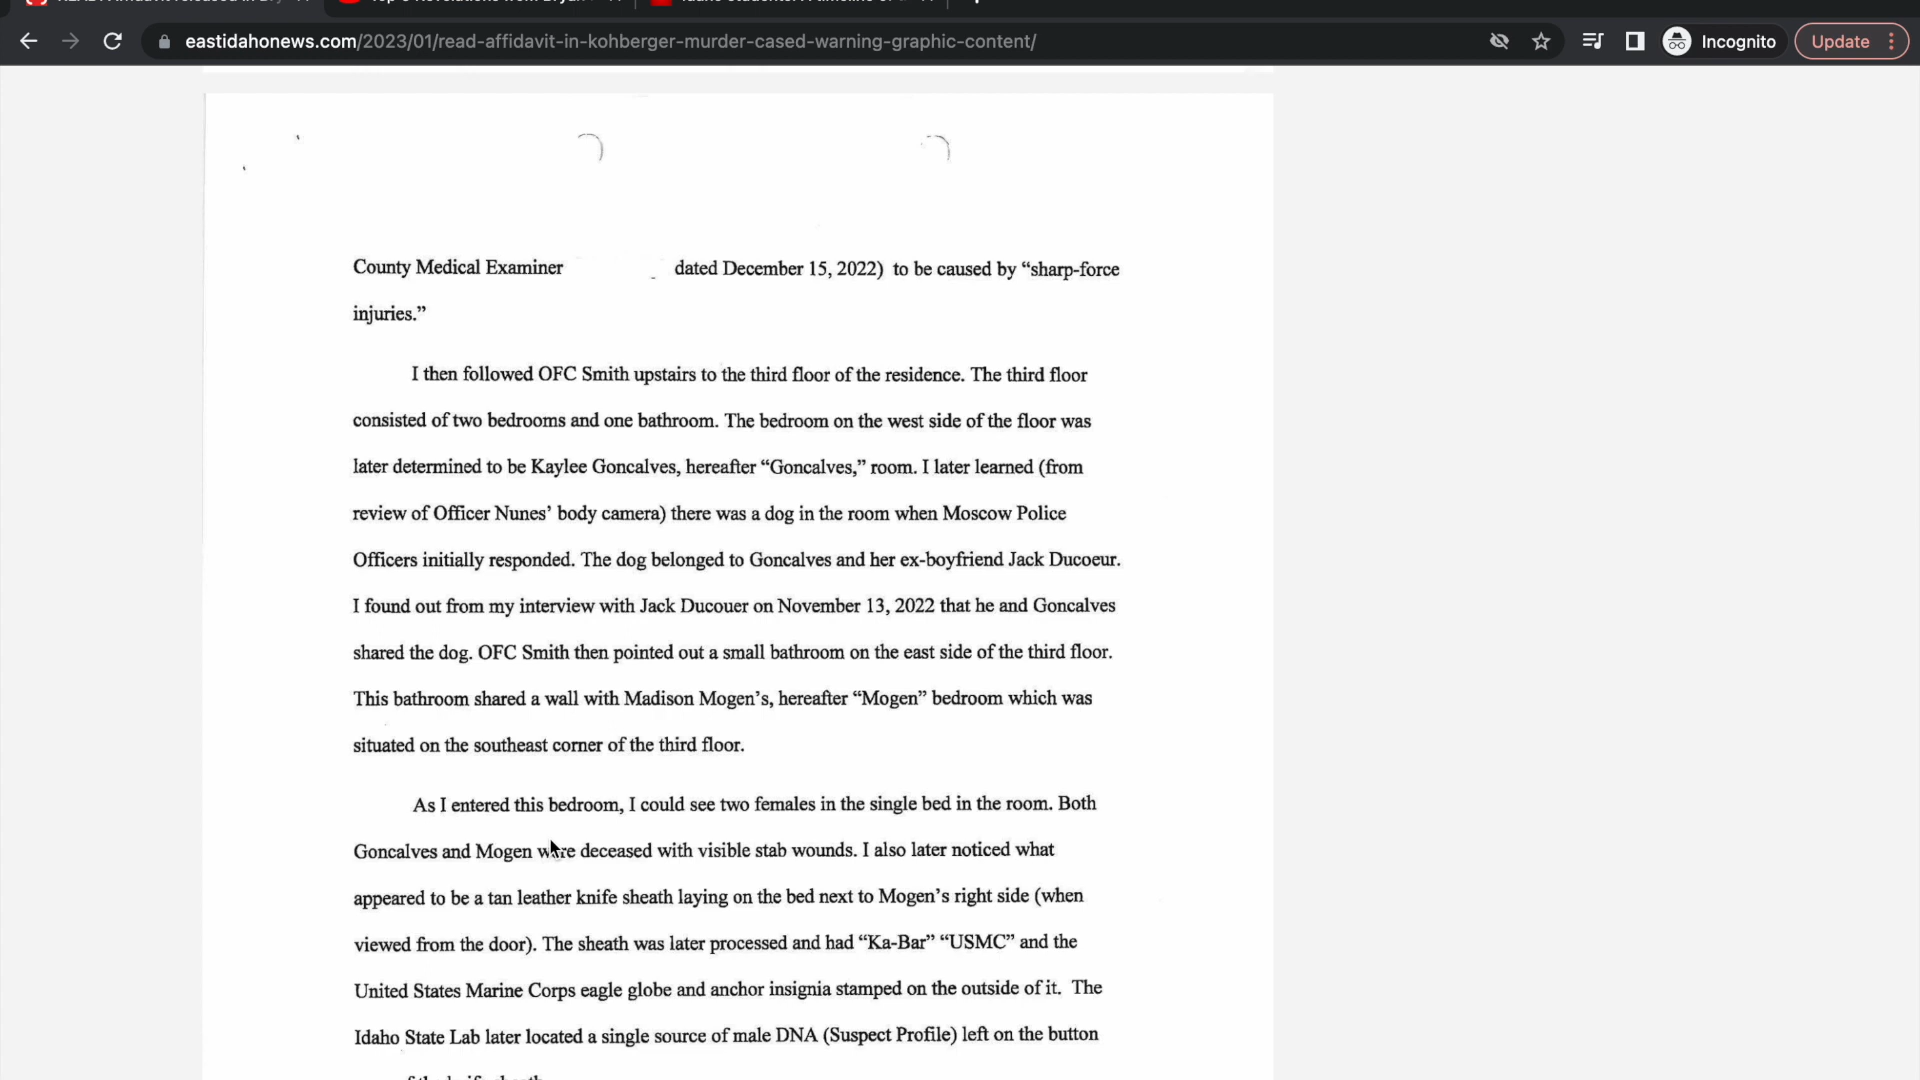 eastidahonews.com/2023/01/read-affidavit-in-kohberger-murder-cased-warning-graphic-content/
Incognito
Update
County Medical Examiner dated December 15, 2022) to be caused by “sharp-force
injuries.”
I then followed OFC Smith upstairs to the third floor of the residence. The third floor
consisted of two bedrooms and one bathroom. The bedroom on the west side of the floor was
later determined to be Kaylee Goncalves, hereafter “Goncalves,” room. I later learned (from
review of Officer Nunes’ body camera) there was a dog in the room when Moscow Police
Officers initially responded. The dog belonged to Goncalves and her ex-boyfriend Jack Ducoeur.
I found out from my interview with Jack Ducouer on November 13, 2022 that he and Goncalves
shared the dog. OFC Smith then pointed out a small bathroom on the east side of the third floor.
This bathroom shared a wall with Madison Mogen’s, hereafter “Mogen” bedroom which was
situated on the southeast corner of the third floor.
As I entered this bedroom, I could see two females in the single bed in the room. Both
Goncalves and Mogen were deceased with visible stab wounds. I also later noticed what
appeared to be a tan leather knife sheath laying on the bed next to Mogen’s right side (when
viewed from the door). The sheath was later processed and had “Ka-Bar” “USMC” and the
United States Marine Corps eagle globe and anchor insignia stamped on the outside of it. The
Idaho State Lab later located a single source of male DNA (Suspect Profile) left on the button